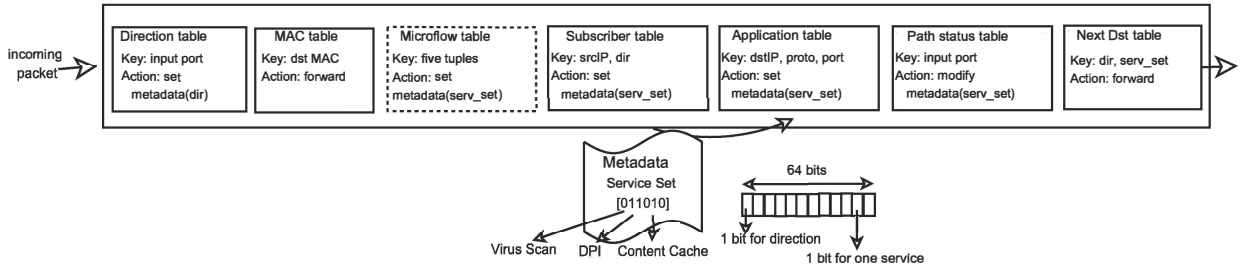 incoming
packet
Direction table
Key: input port
Action: set
metadata(dir)
MAC table
Key: dst MAC
Action: forward
Microflow table
Key: five tuples
Action: set
metadata(serv_set)
Subscriber table
Key: srcIP, dir
Action: set
metadata(serv_set)
Application table
Key: dstIP, proto, port
Action: set
metadata(serv_set)
Path status table
Key: input port
Action: modify
metadata(serv_set)
Next Dst table
Key: dir, serv_set
Action: forward
Metadata
Service Set
[011010]
Virus Scan
DPI
Content Cache
64 bits
1 bit for direction
1 bit for one service